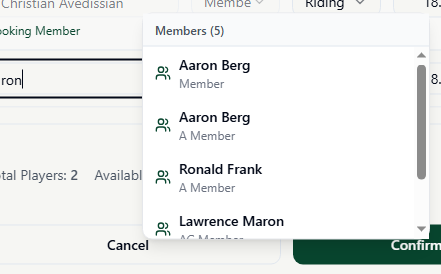 Christian Avedissian
Membe
Riding
18.
ooking Member
Members (5)
ron
8.
Aaron Berg
Member
Aaron Berg
A Member
Ronald Frank
A Member
Lawrence Maron
AC Member
tal Players: 2
Availabl
Cancel
Confirm